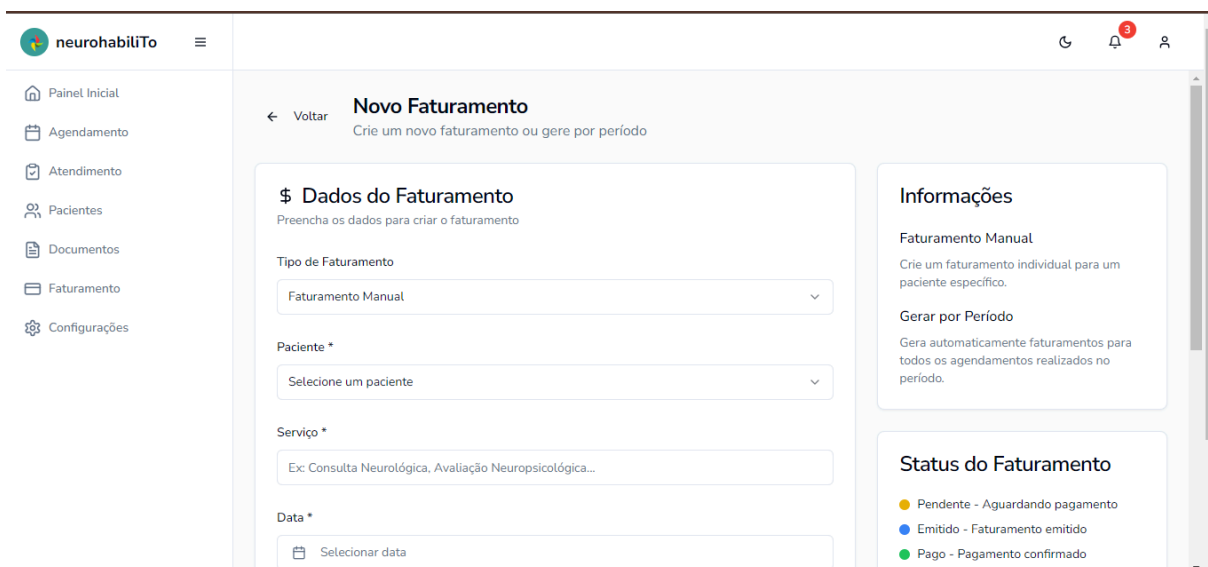 neurohabiliTo
3
Painel Inicial
Agendamento
Atendimento
Pacientes
Documentos
Faturamento
Configurações
Voltar
Novo Faturamento
Crie um novo faturamento ou gere por período
$ Dados do Faturamento
Preencha os dados para criar o faturamento
Tipo de Faturamento
Faturamento Manual
Paciente *
Selecione um paciente
Serviço *
Ex: Consulta Neurológica, Avaliação Neuropsicológica...
Data *
Selecionar data
Informações
Faturamento Manual
Crie um faturamento individual para um
paciente específico.
Gerar por Período
Gera automaticamente faturamentos para
todos os agendamentos realizados no
período.
Status do Faturamento
Pendente - Aguardando pagamento
Emitido - Faturamento emitido
Pago - Pagamento confirmado